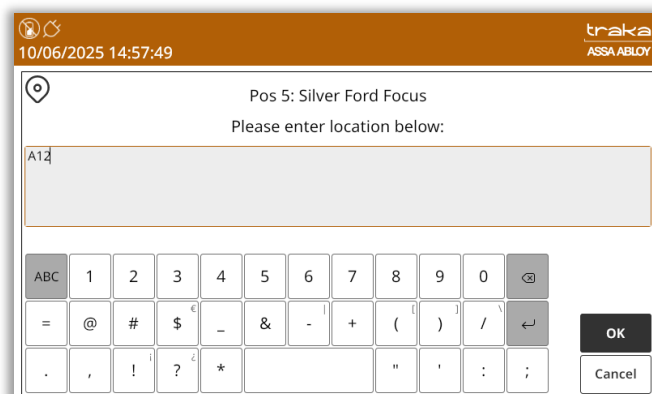 traka
10/06/2025 14:57:49
ASSA ABLOY
Pos 5: Silver Ford Focus
Please enter location below:
A12
ABC 1 2 3 4 5 6 7 8 9 0
= @ # $ € _ & - | + ( [ ) ] / \
OK
. , ! ¡ ? ¿ * " ' : ;
Cancel